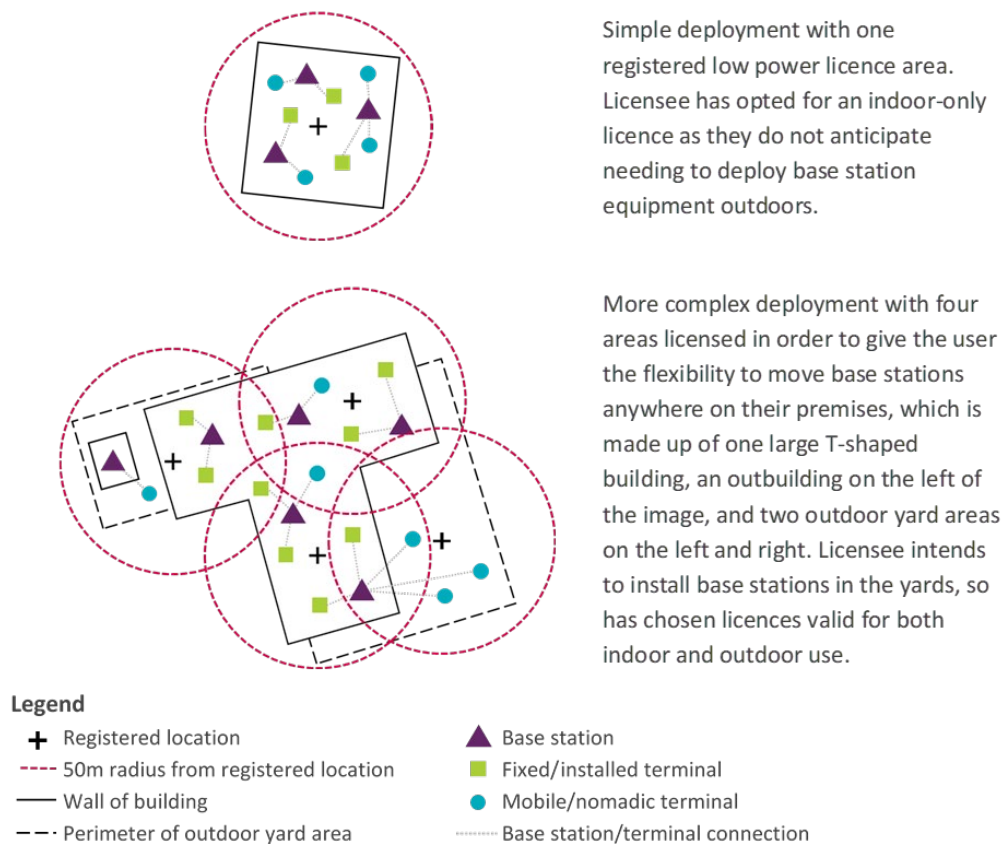 Simple deployment with one
registered low power licence area.
Licensee has opted for an indoor-only
licence as they do not anticipate
needing to deploy base station
equipment outdoors.
More complex deployment with four
areas licensed in order to give the user
the flexibility to move base stations
anywhere on their premises, which is
made up of one large T-shaped
building, an outbuilding on the left of
the image, and two outdoor yard areas
on the left and right. Licensee intends
to install base stations in the yards, so
has chosen licences valid for both
indoor and outdoor use.
Legend
Registered location
50m radius from registered location
Wall of building
Perimeter of outdoor yard area
Base station
Fixed/installed terminal
Mobile/nomadic terminal
Base station/terminal connection